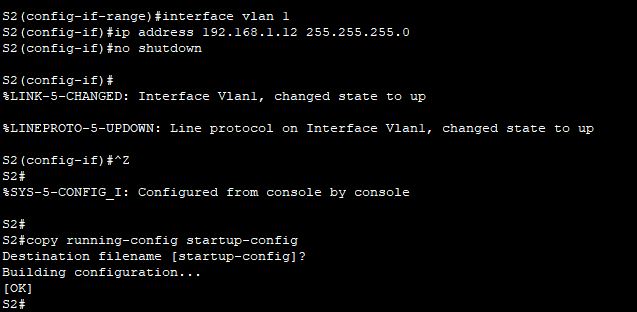 S2(config-if-range)#interface vlan 1
S2(config-if)#ip address 192.168.1.12 255.255.255.0
S2(config-if)#no shutdown
S2(config-if)#
%LINK-5-CHANGED: Interface Vlan1, changed state to up
%LINEPROTO-5-UPDOWN: Line protocol on Interface Vlan1, changed state to up
S2(config-if)#^Z
S2#
%SYS-5-CONFIG_I: Configured from console by console
S2#
S2#copy running-config startup-config
Destination filename [startup-config]?
Building configuration...
[OK]
S2#